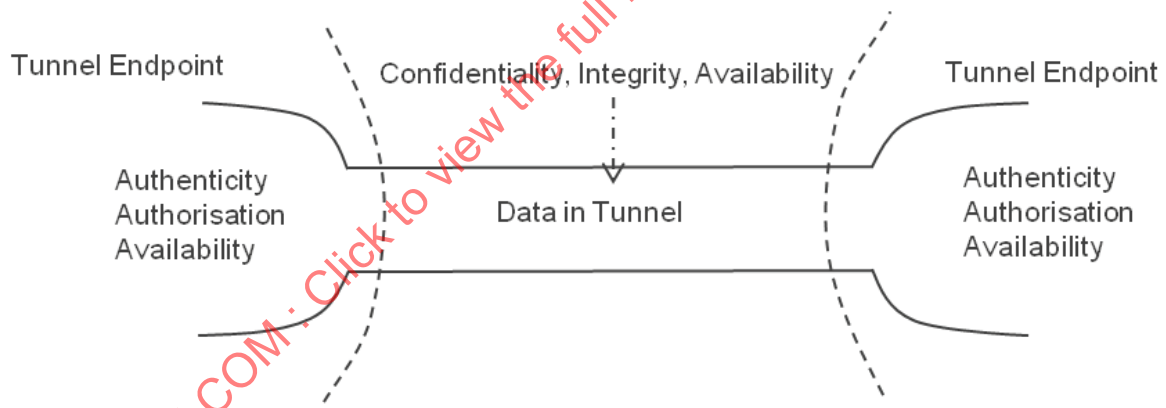 Tunnel Endpoint
Confidentiality, Integrity, Availability
Tunnel Endpoint
Authenticity
Authorisation
Availability
Data in Tunnel
Authenticity
Authorisation
Availability
COM : Click to view the full